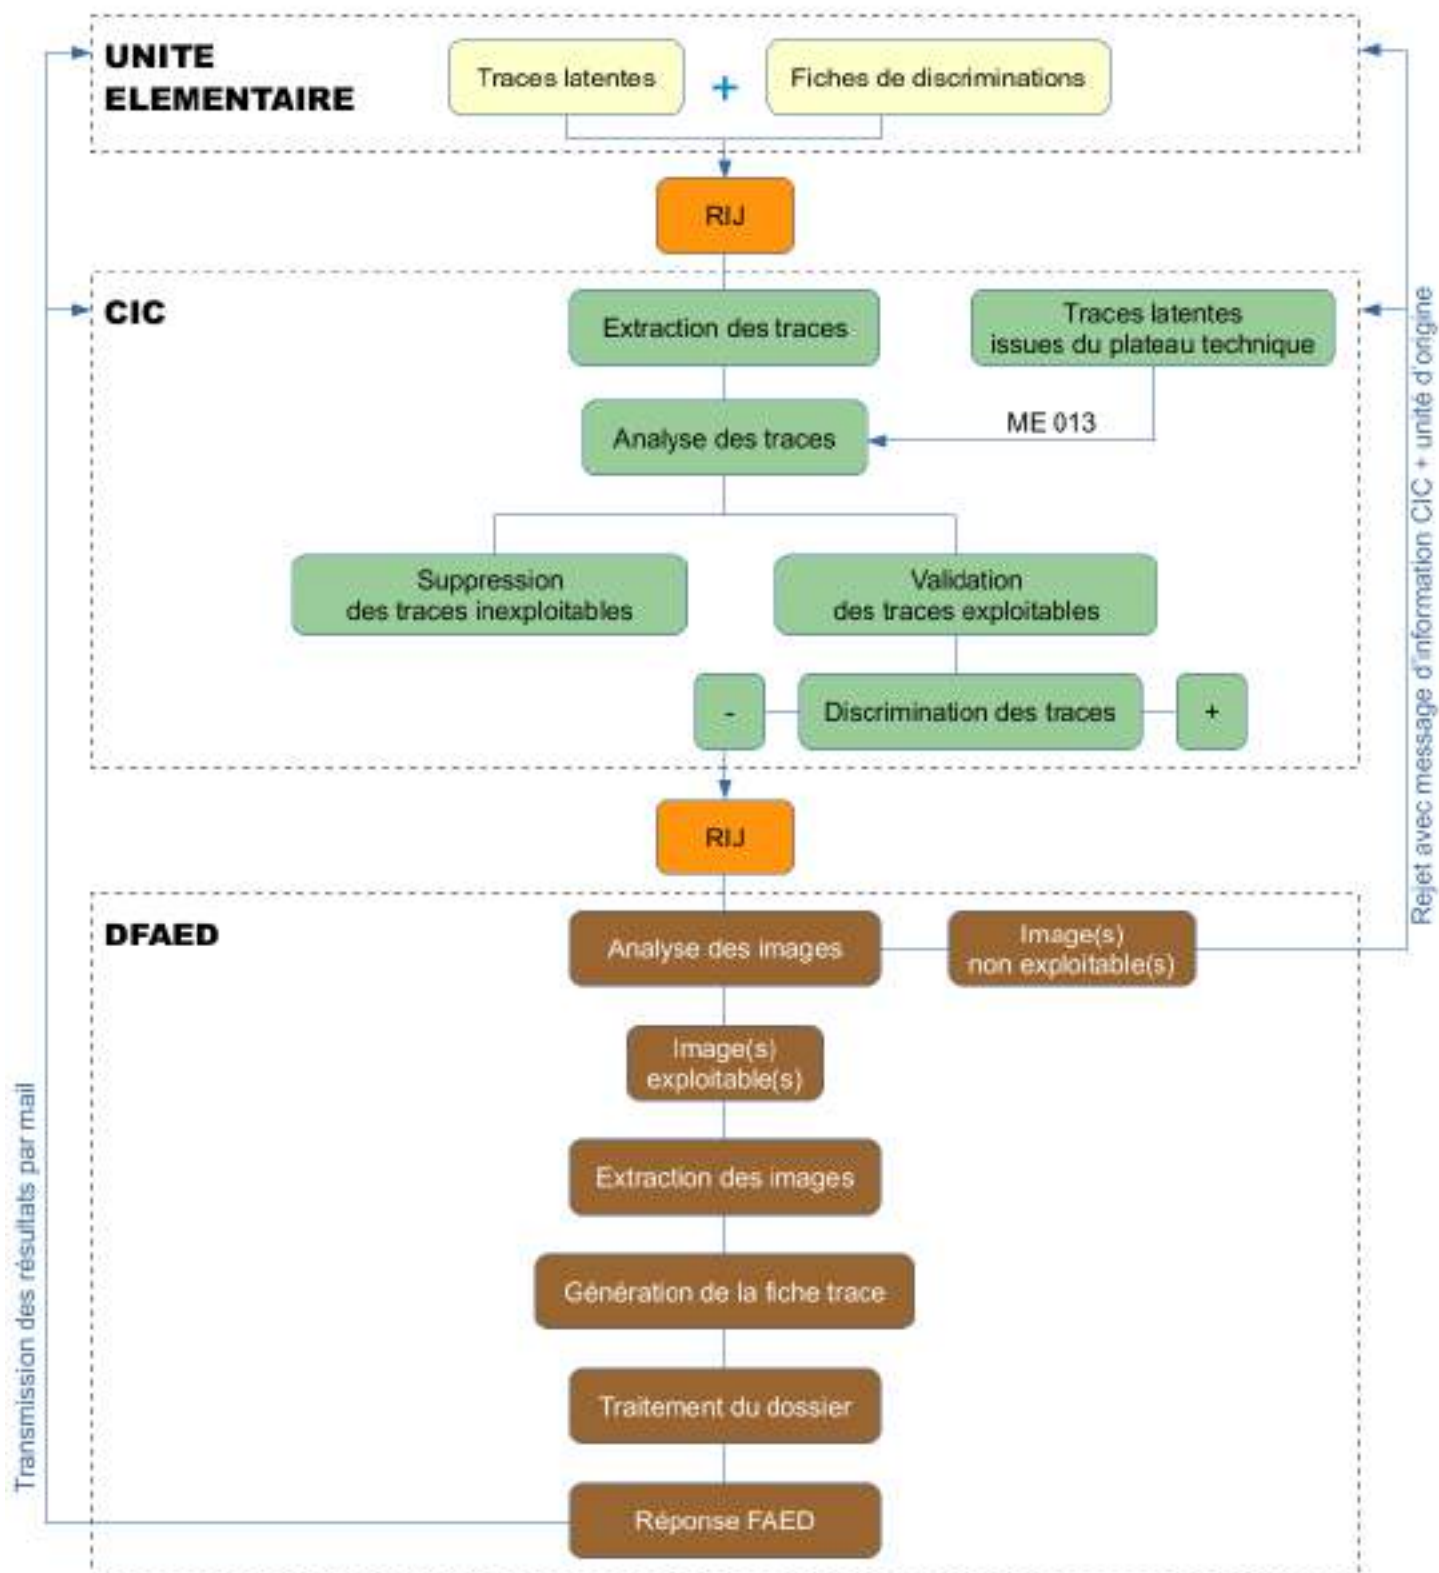 UNITE
ELEMENTAIRE
Traces latentes
+
Fiches de discriminations
RIJ
CIC
Extraction des traces
Traces latentes
issues du plateau technique
Analyse des traces
ME 013
Suppression
des traces inexploitables
Validation
des traces exploitables
-
Discrimination des traces
+
RIJ
DFAED
Analyse des images
Image(s)
non exploitable(s)
Image(s)
exploitable(s)
Extraction des images
Génération de la fiche trace
Traitement du dossier
Réponse FAED
Transmission des résultats par mail
Rejet avec message d'information CIC + unité d'origine